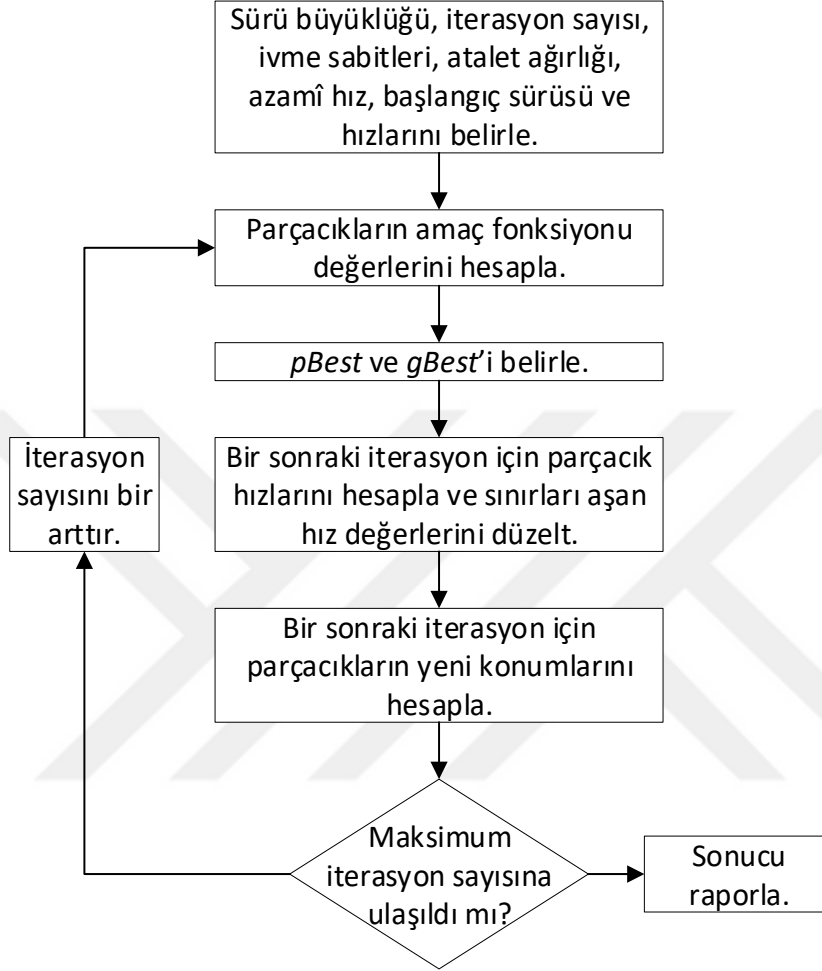 Sürü büyüklüğü, iterasyon sayısı,
ivme sabitleri, atalet ağırlığı,
azamî hız, başlangıç sürüsü ve
hızlarını belirle.
Parçacıkların amaç fonksiyonu
değerlerini hesapla.
pBest ve gBest’i belirle.
İterasyon
sayısını bir
arttır.
Bir sonraki iterasyon için parçacık
hızlarını hesapla ve sınırları aşan
hız değerlerini düzelt.
Bir sonraki iterasyon için
parçacıkların yeni konumlarını
hesapla.
Maksimum
iterasyon sayısına
ulaşıldı mı?
Sonucu
raporla.